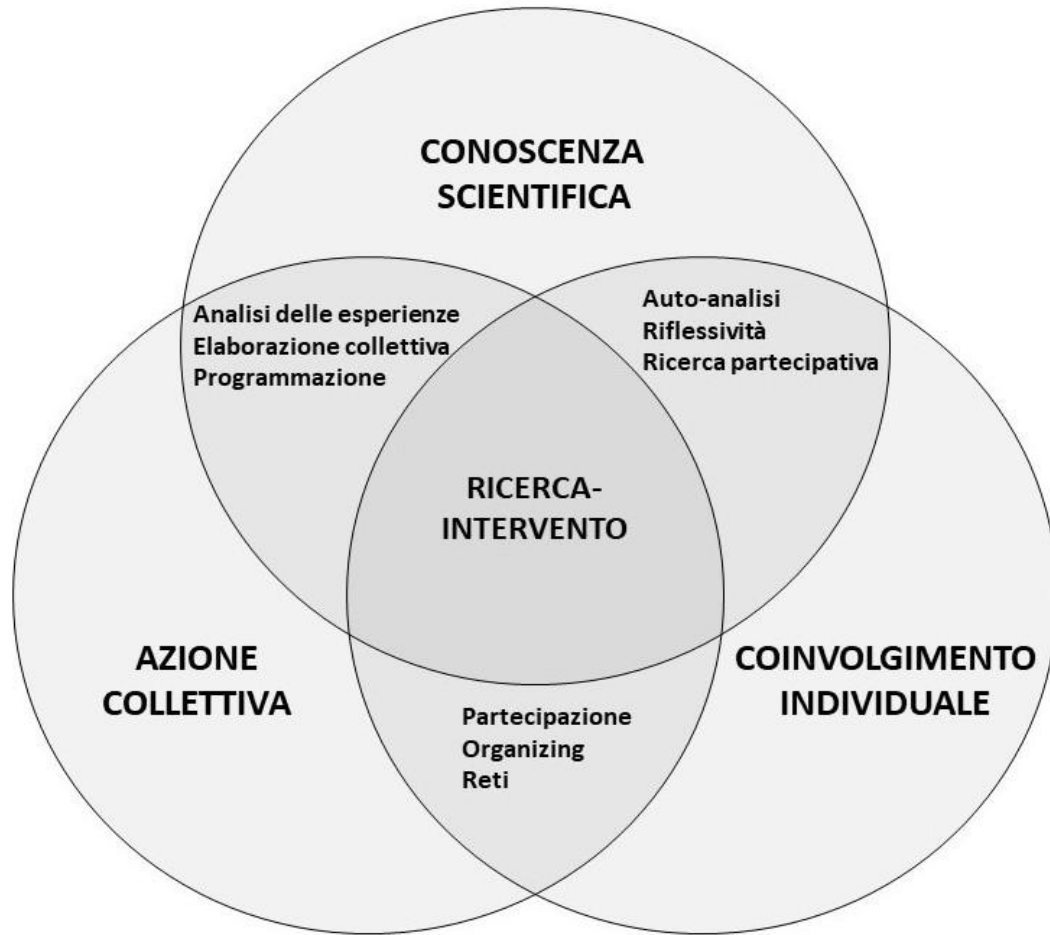 CONOSCENZA
SCIENTIFICA
Analisi delle esperienze
Elaborazione collettiva
Programmazione
Auto-analisi
Riflessività
Ricerca partecipativa
RICERCA-
INTERVENTO
AZIONE
COLLETTIVA
COINVOLGIMENTO
INDIVIDUALE
Partecipazione
Organizing
Reti